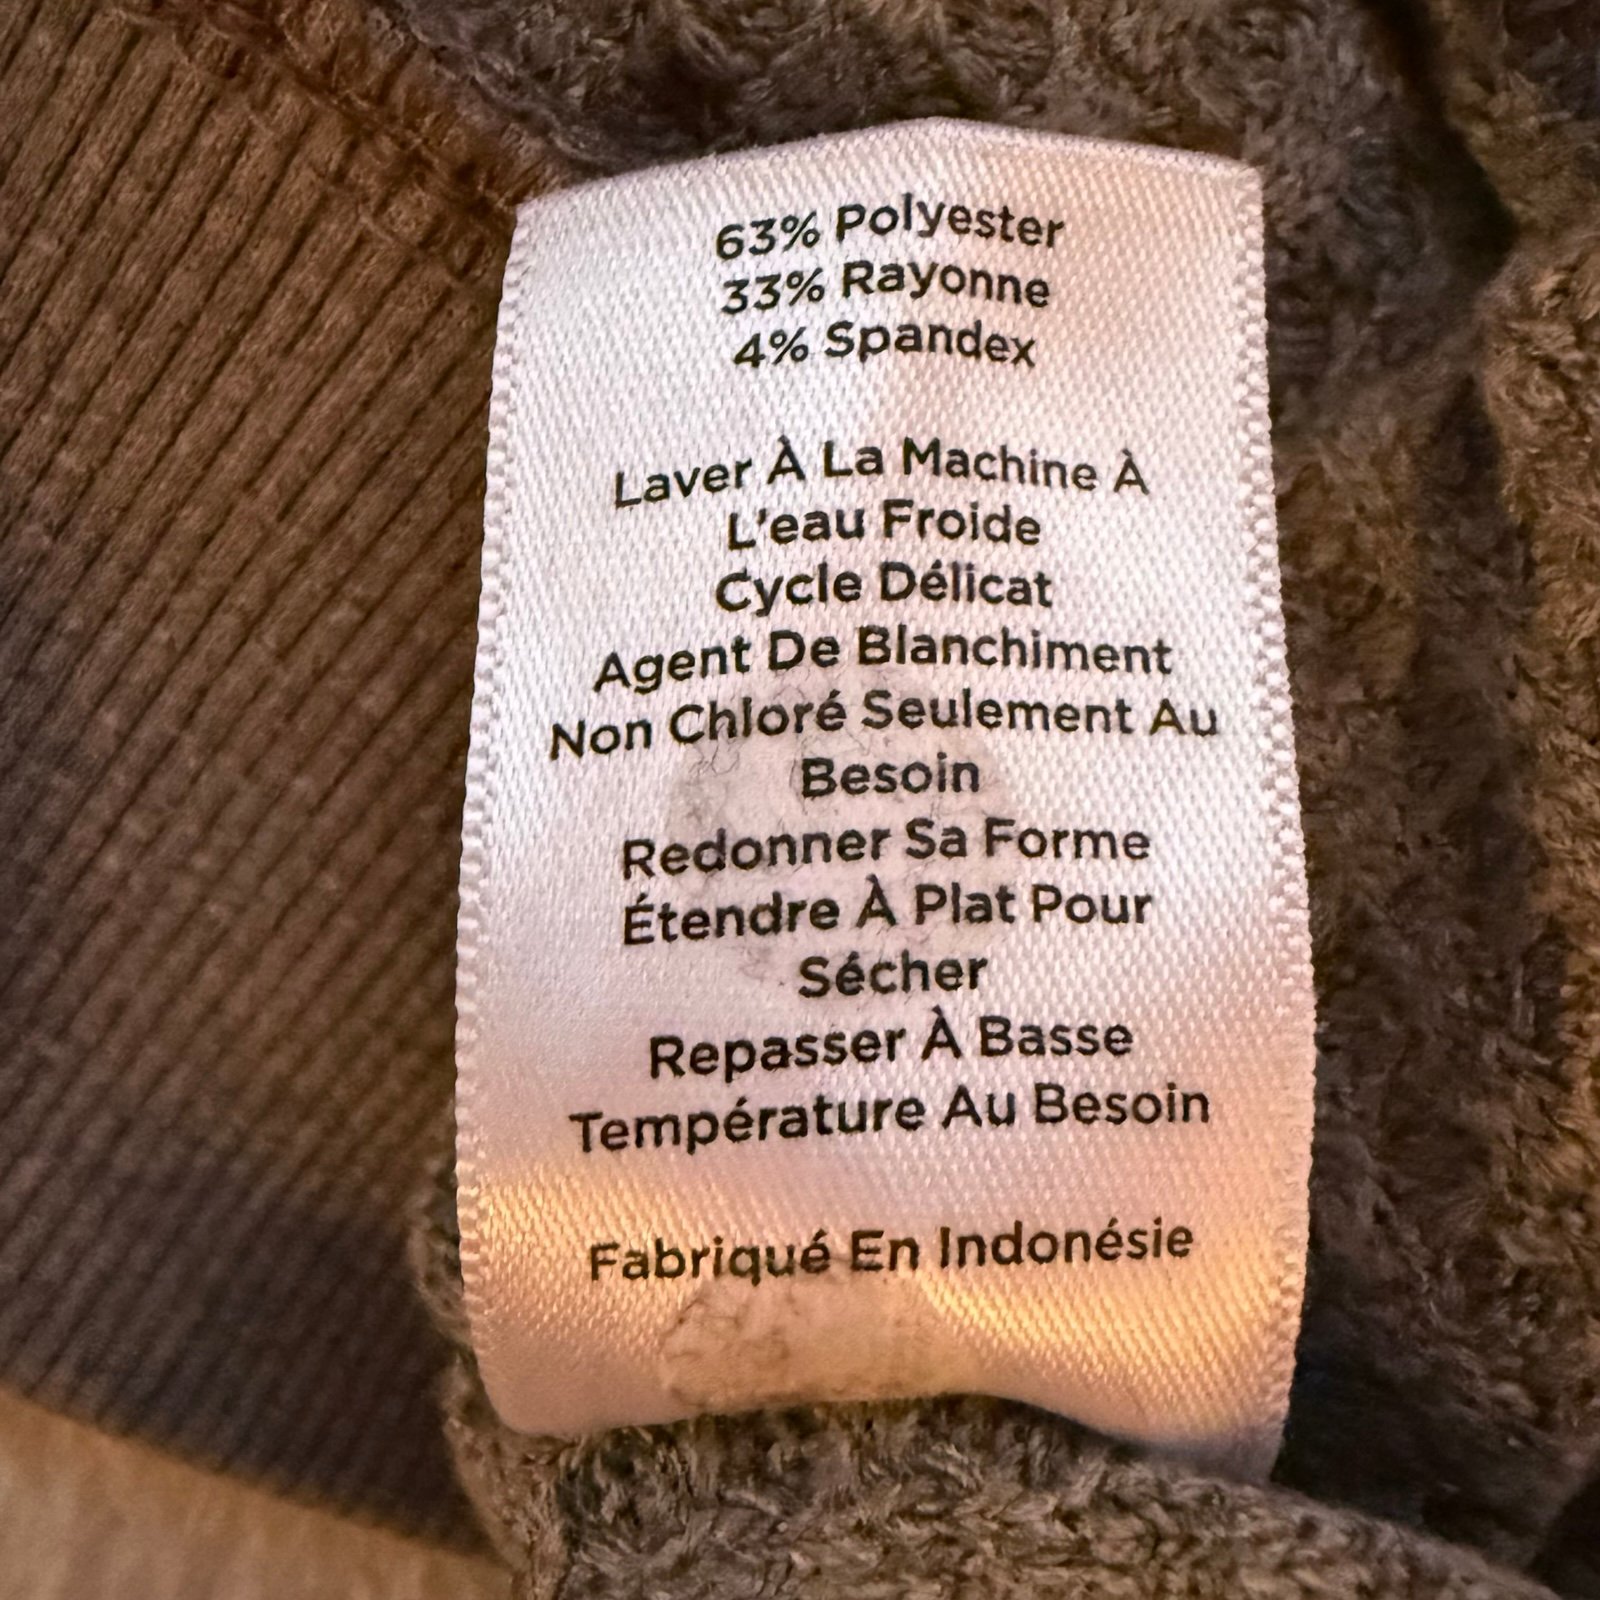 63% Polyester
33% Rayonne
4% Spandex
Laver À La Machine À
L'eau Froide
Cycle Délicat
Agent De Blanchiment
Non Chloré Seulement Au
Besoin
Redonner Sa Forme
Étendre À Plat Pour
Sécher
Repasser À Basse
Température Au Besoin
Fabriqué En Indonésie